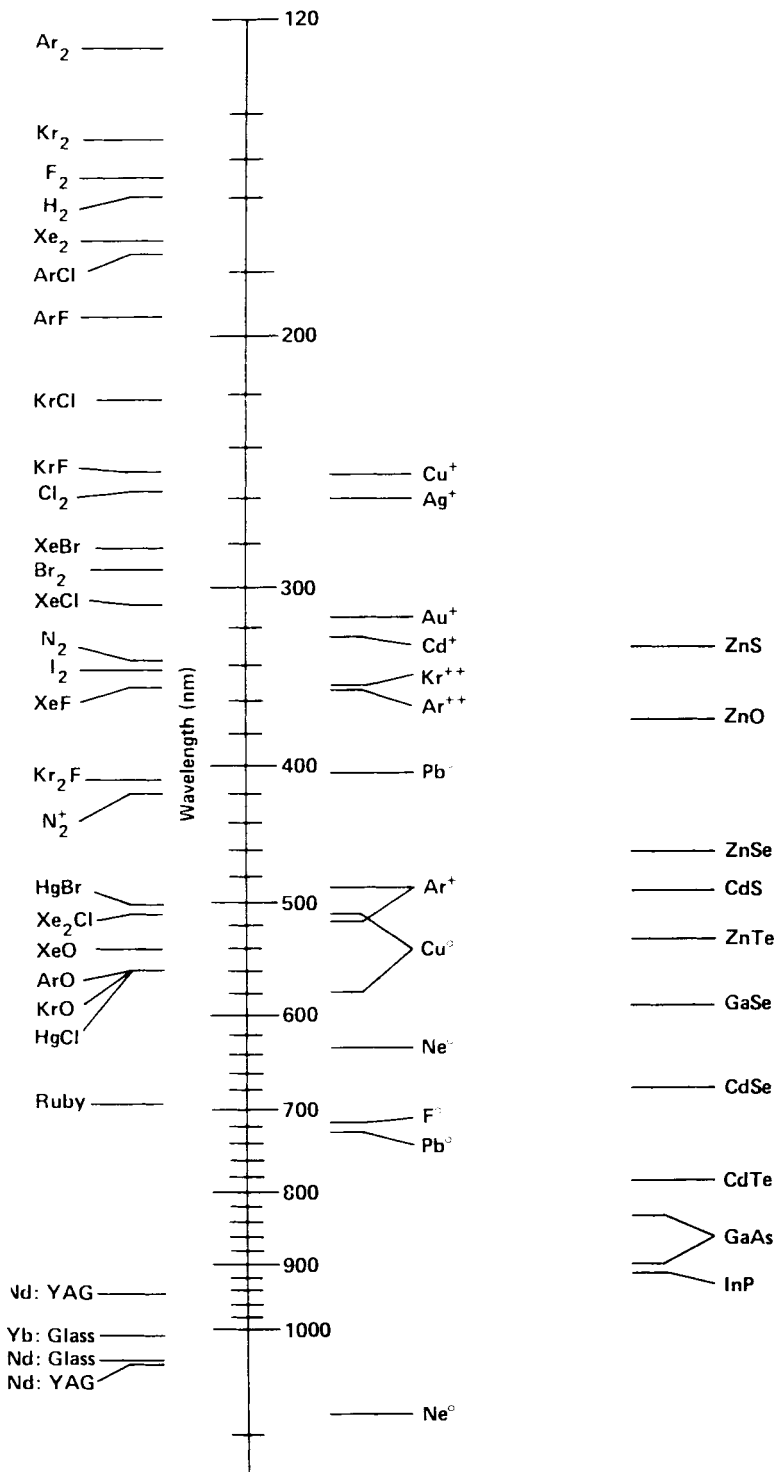 120
Ar₂
Kr₂
F₂
H₂
Xe₂
ArCl
ArF
200
KrCl
KrF
Cu⁺
Cl₂
Ag⁺
XeBr
Br₂
300
XeCl
Au⁺
N₂
Cd⁺
ZnS
I₂
Kr⁺⁺
XeF
Ar⁺⁺
ZnO
Wavelength (nm)
400
Kr₂F
Pb
N₂⁺
ZnSe
HgBr
Ar⁺
CdS
500
Xe₂Cl
ZnTe
XeO
Cu°
ArO
KrO
GaSe
600
HgCl
Ne°
CdSe
Ruby
700
F°
Pb°
CdTe
800
GaAs
900
InP
Nd: YAG
Yb: Glass
1000
Nd: Glass
Nd: YAG
Ne°